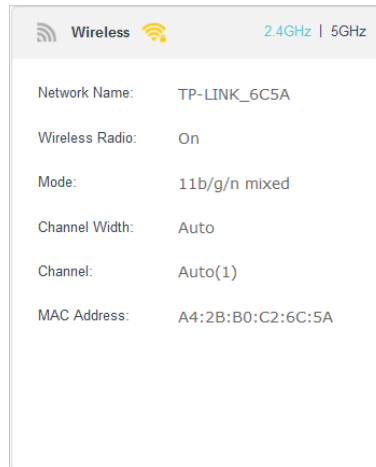 Wireless 2.4GHz | 5GHz
Network Name: TP-LINK_6C5A
Wireless Radio: On
Mode: 11b/g/n mixed
Channel Width: Auto
Channel: Auto(1)
MAC Address: A4:2B:B0:C2:6C:5A